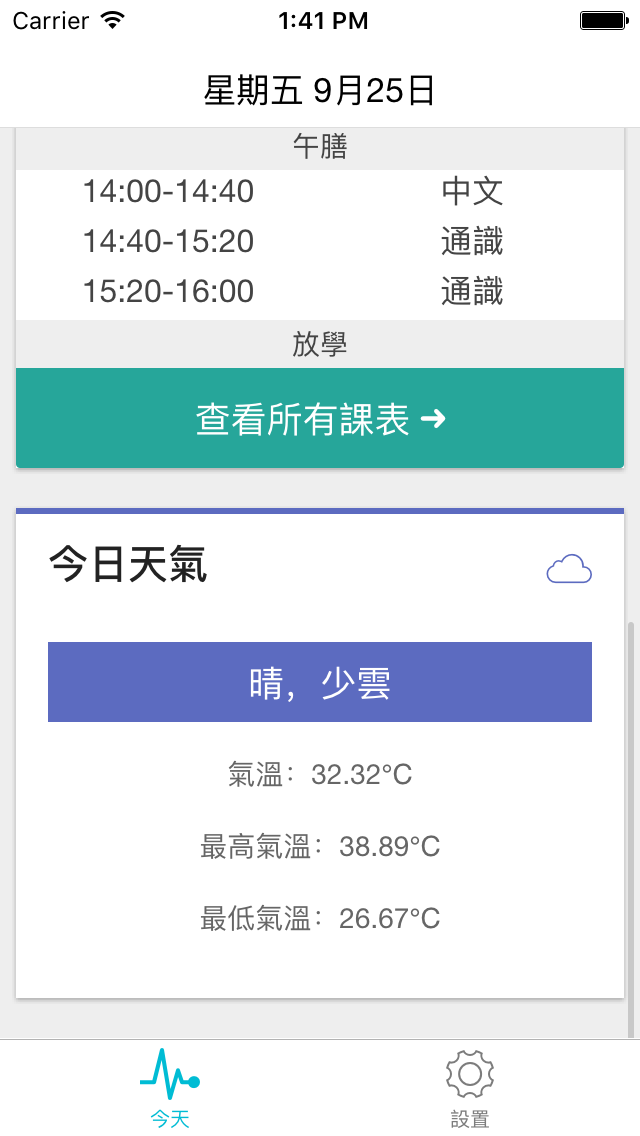 Carrier 1:41 PM
星期五 9月25日
午膳
14:00-14:40 中文
14:40-15:20 通識
15:20-16:00 通識
放學
查看所有課表 ➔
今日天氣
晴，少雲
氣溫：32.32°C
最高氣溫：38.89°C
最低氣溫：26.67°C
今天 設置